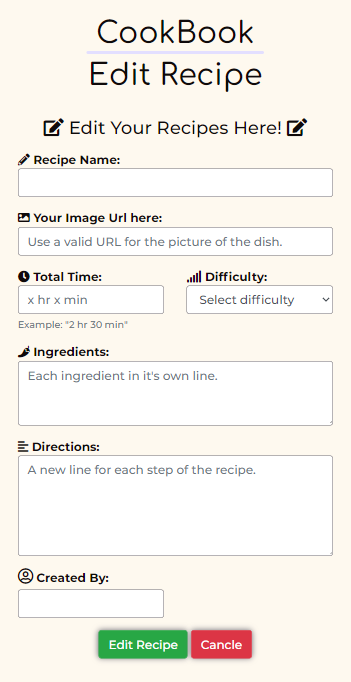 CookBook
Edit Recipe
Edit Your Recipes Here!
Recipe Name:
Your Image Url here:
Use a valid URL for the picture of the dish.
Total Time: Difficulty:
x hr x min Select difficulty
Example: "2 hr 30 min"
Ingredients:
Each ingredient in it's own line.
Directions:
A new line for each step of the recipe.
Created By:
Edit Recipe Cancle